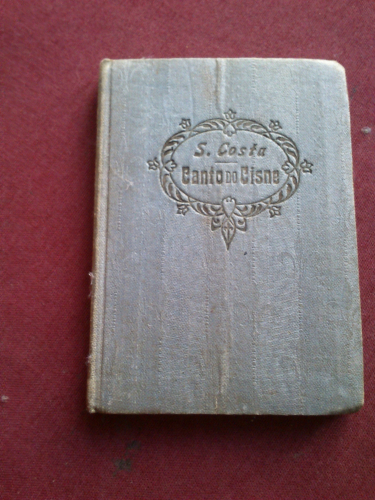 S. Costa
Canto do Cisne